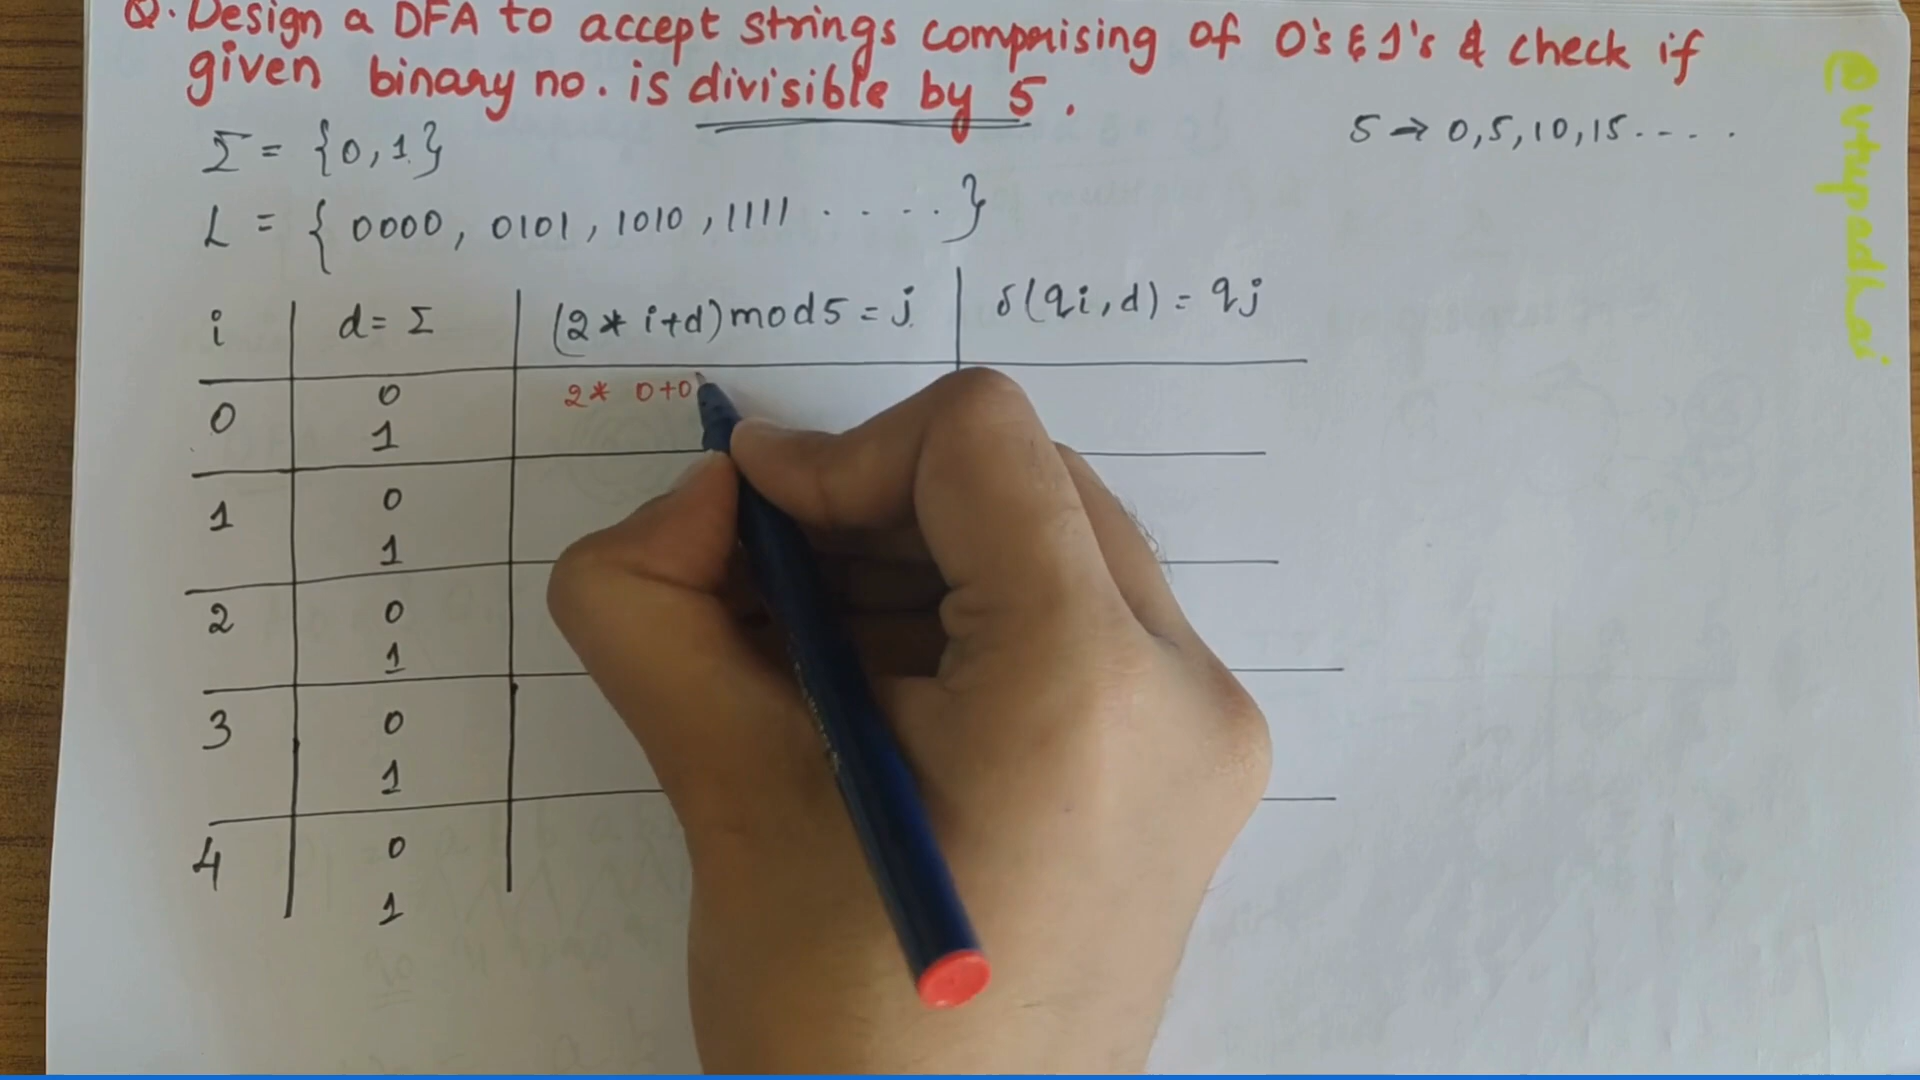 Q. Design a DFA to accept strings comprising of 0's & 1's & check if
given binary no. is divisible by 5.
Σ = {0,1}
5 → 0,5,10,15.....
L = { 0000, 0101, 1010, 1111 ..... }
i d= Σ (2* i+d) mod 5 = j δ(qi,d) = qj
0 0 2* 0+0
1
1 0
1
2 0
1
3 0
1
4 0
1
@vtupadhai